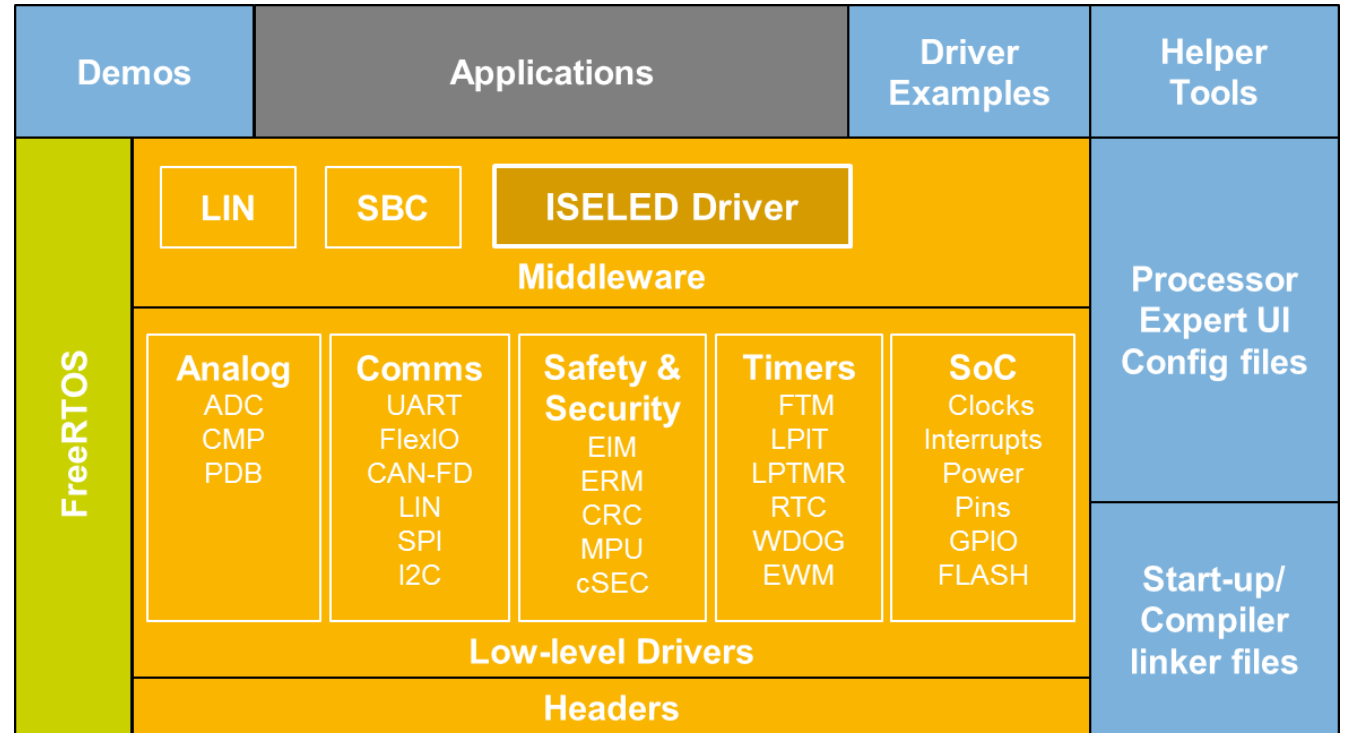 Demos
Applications
Driver
Examples
Helper
Tools
FreeRTOS
LIN
SBC
ISELED Driver
Middleware
Analog
ADC
CMP
PDB
Comms
UART
FlexIO
CAN-FD
LIN
SPI
I2C
Safety &
Security
EIM
ERM
CRC
MPU
cSEC
Timers
FTM
LPIT
LPTMR
RTC
WDOG
EWM
SoC
Clocks
Interrupts
Power
Pins
GPIO
FLASH
Low-level Drivers
Headers
Processor
Expert UI
Config files
Start-up/
Compiler
linker files